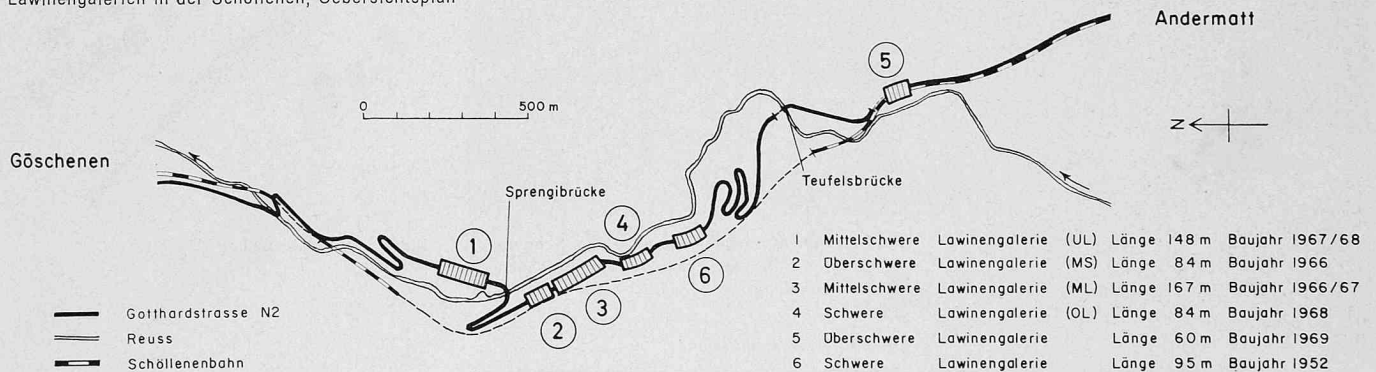 Lawinengalerien in der Schöllenen, Uebersichtsplan
Andermatt
5
0 500 m
N
Göschenen
Sprengibrücke
Teufelsbrücke
4
1
6
3
2
1 Mittelschwere Lawinengalerie (UL) Länge 148 m Baujahr 1967/68
2 Überschwere Lawinengalerie (MS) Länge 84 m Baujahr 1966
3 Mittelschwere Lawinengalerie (ML) Länge 167 m Baujahr 1966/67
4 Schwere Lawinengalerie (OL) Länge 84 m Baujahr 1968
5 Überschwere Lawinengalerie Länge 60 m Baujahr 1969
6 Schwere Lawinengalerie Länge 95 m Baujahr 1952
Gotthardstrasse N2
Reuss
Schöllenenbahn